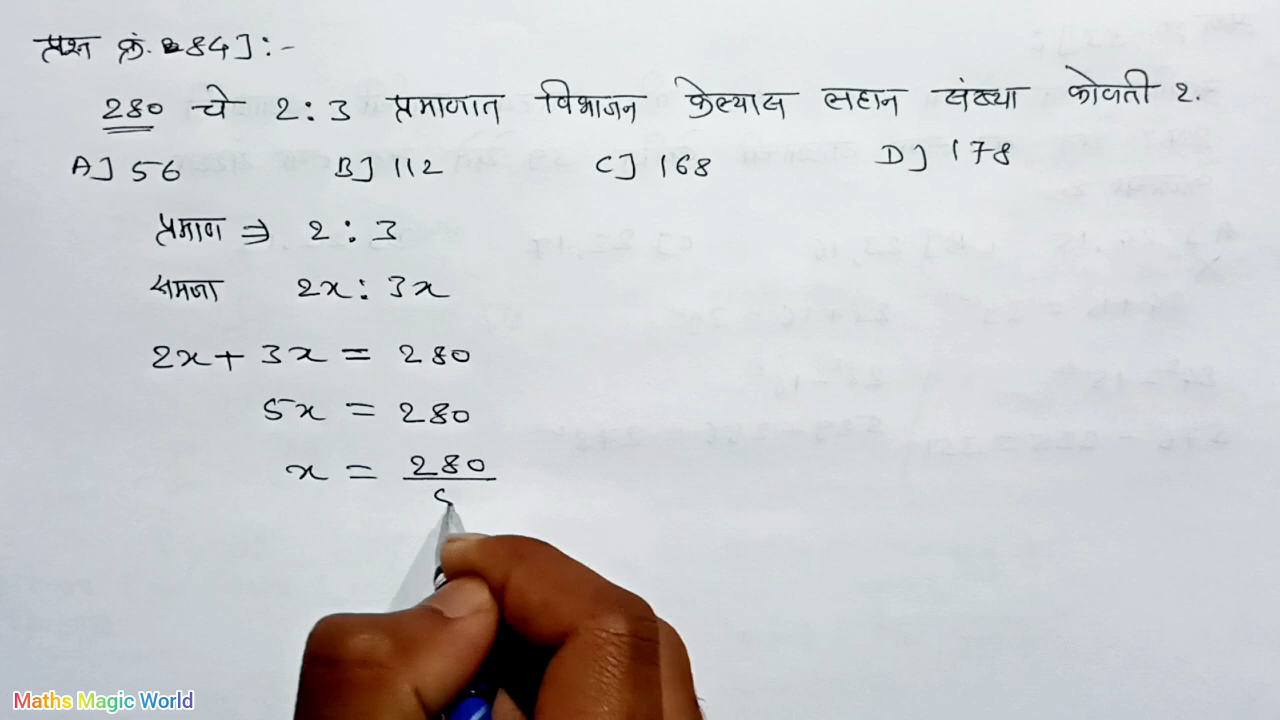 प्रश्न क्रं. 284] :-
280 चे 2 : 3 प्रमाणात विभाजन केल्यास लहान संख्या कोणती ?.
A] 56 B] 112 C] 168 D] 178
प्रमाण ⇒ 2 : 3
समजा 2x : 3x
2x + 3x = 280
5x = 280
x = 280
5
Maths Magic World